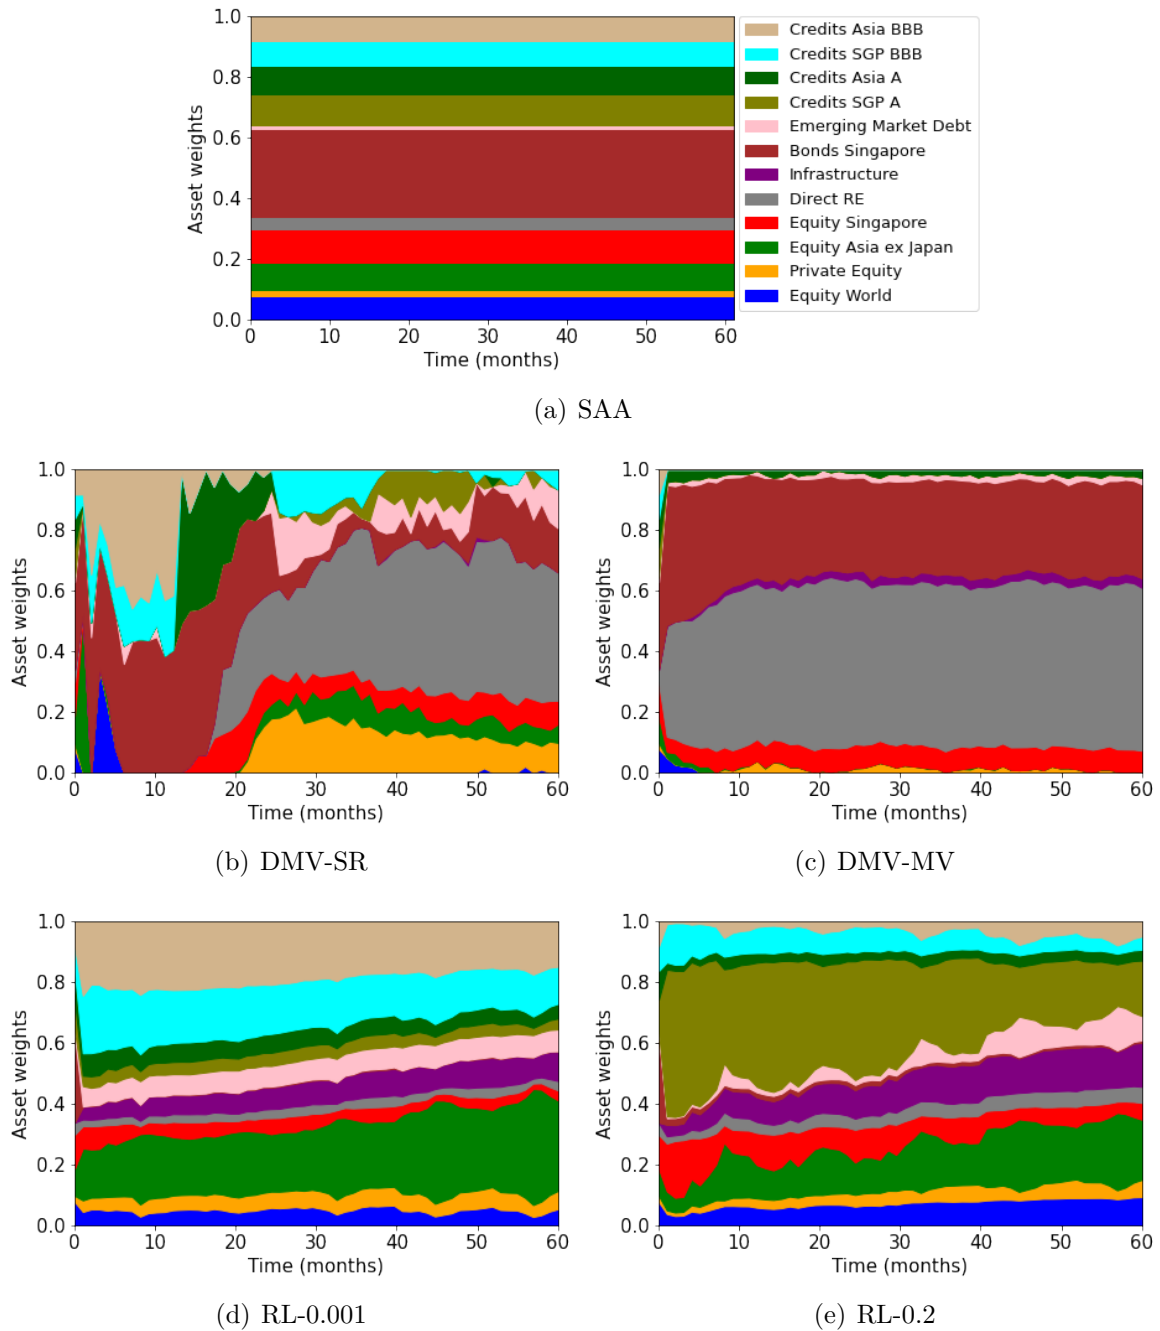 1.0
0.8
0.6
0.4
0.2
0.0
Asset weights
0 10 20 30 40 50 60
Time (months)
Credits Asia BBB
Credits SGP BBB
Credits Asia A
Credits SGP A
Emerging Market Debt
Bonds Singapore
Infrastructure
Direct RE
Equity Singapore
Equity Asia ex Japan
Private Equity
Equity World
(a) SAA
1.0
0.8
0.6
0.4
0.2
0.0
Asset weights
0 10 20 30 40 50 60
Time (months)
(b) DMV-SR
1.0
0.8
0.6
0.4
0.2
0.0
Asset weights
0 10 20 30 40 50 60
Time (months)
(c) DMV-MV
1.0
0.8
0.6
0.4
0.2
0.0
Asset weights
0 10 20 30 40 50 60
Time (months)
(d) RL-0.001
1.0
0.8
0.6
0.4
0.2
0.0
Asset weights
0 10 20 30 40 50 60
Time (months)
(e) RL-0.2